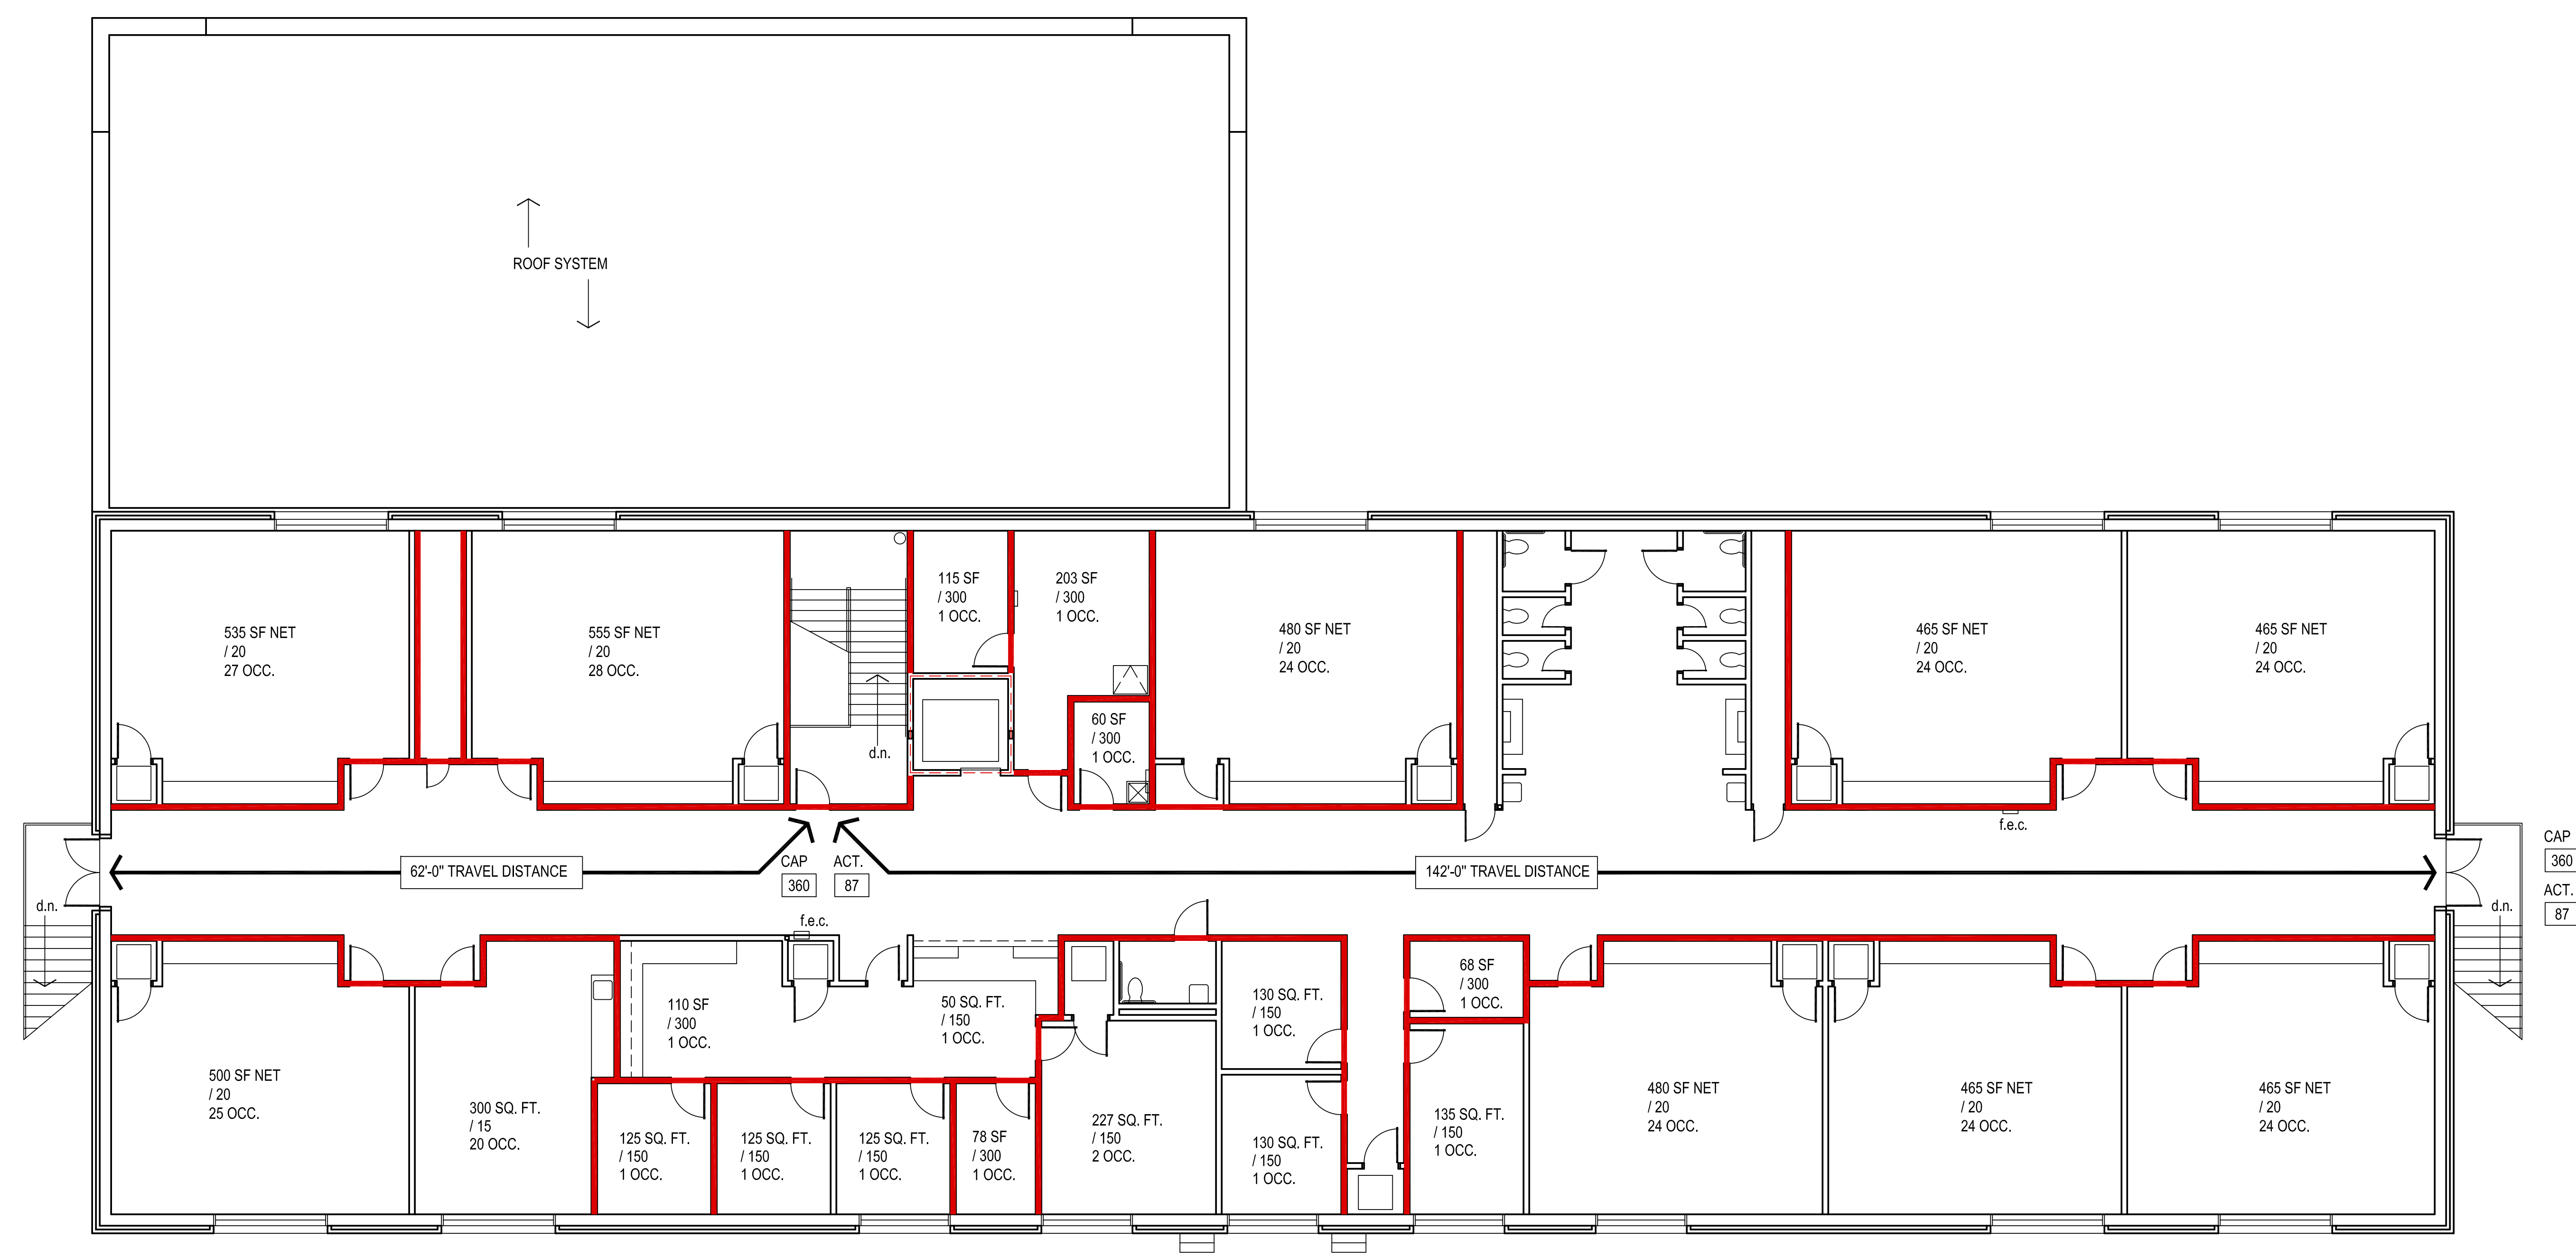 ROOF SYSTEM
535 SF NET
/ 20
27 OCC.
555 SF NET
/ 20
28 OCC.
d.n.
115 SF
/ 300
1 OCC.
203 SF
/ 300
1 OCC.
60 SF
/ 300
1 OCC.
480 SF NET
/ 20
24 OCC.
465 SF NET
/ 20
24 OCC.
465 SF NET
/ 20
24 OCC.
f.e.c.
62'-0" TRAVEL DISTANCE
CAP
360
ACT.
87
142'-0" TRAVEL DISTANCE
CAP
360
ACT.
87
d.n.
d.n.
f.e.c.
500 SF NET
/ 20
25 OCC.
300 SQ. FT.
/ 15
20 OCC.
110 SF
/ 300
1 OCC.
50 SQ. FT.
/ 150
1 OCC.
125 SQ. FT.
/ 150
1 OCC.
125 SQ. FT.
/ 150
1 OCC.
125 SQ. FT.
/ 150
1 OCC.
78 SF
/ 300
1 OCC.
227 SQ. FT.
/ 150
2 OCC.
130 SQ. FT.
/ 150
1 OCC.
130 SQ. FT.
/ 150
1 OCC.
68 SF
/ 300
1 OCC.
135 SQ. FT.
/ 150
1 OCC.
480 SF NET
/ 20
24 OCC.
465 SF NET
/ 20
24 OCC.
465 SF NET
/ 20
24 OCC.